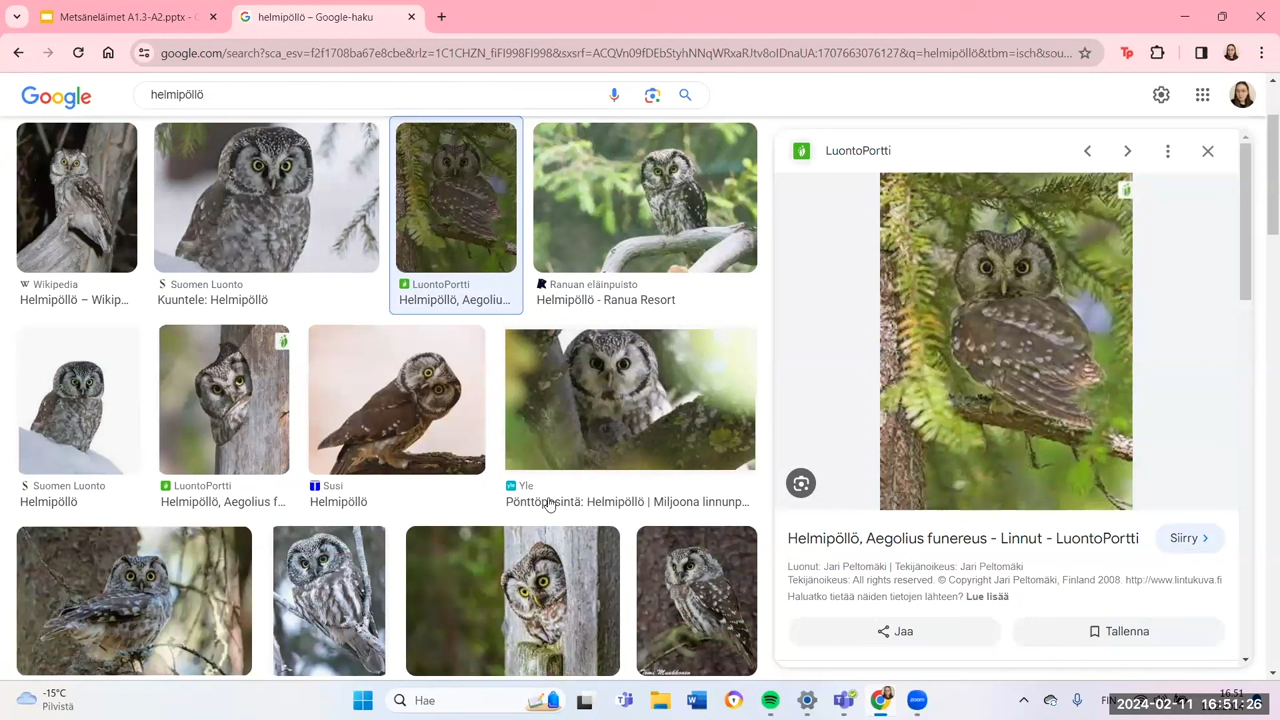 Metsäneläimet A1.3-A2.pptx - G
helmipöllö – Google-haku
google.com/search?sca_esv=f2f1708ba67e8cbe&rlz=1C1CHZN_fiFI998FI998&sxsrf=ACQVn09fDEbStyhNNqWRxaRJtv8oIDnaUA:1707663076127&q=helmipöllö&tbm=isch&sou...
Google
helmipöllö
LuontoPortti
Wikipedia
Helmipöllö – Wikip...
Suomen Luonto
Kuuntele: Helmipöllö
LuontoPortti
Helmipöllö, Aegoliu...
Ranuan eläinpuisto
Helmipöllö - Ranua Resort
Suomen Luonto
Helmipöllö
LuontoPortti
Helmipöllö, Aegolius f...
Susi
Helmipöllö
Yle
Helmipöllö | Miljoona linnunp...
Helmipöllö, Aegolius funereus - Linnut - LuontoPortti
Siirry
Luonut: Jari Peltomäki | Tekijänoikeus: Jari Peltomäki
Tekijänoikeus: All rights reserved. © Copyright Jari Peltomäki, Finland 2008. http://www.lintukuva.fi
Haluatko tietää näiden tietojen lähteen? Lue lisää
Jaa
Tallenna
-15°C
Pilvistä
Hae
FIN
16.51
2024-02-11 16:51:26